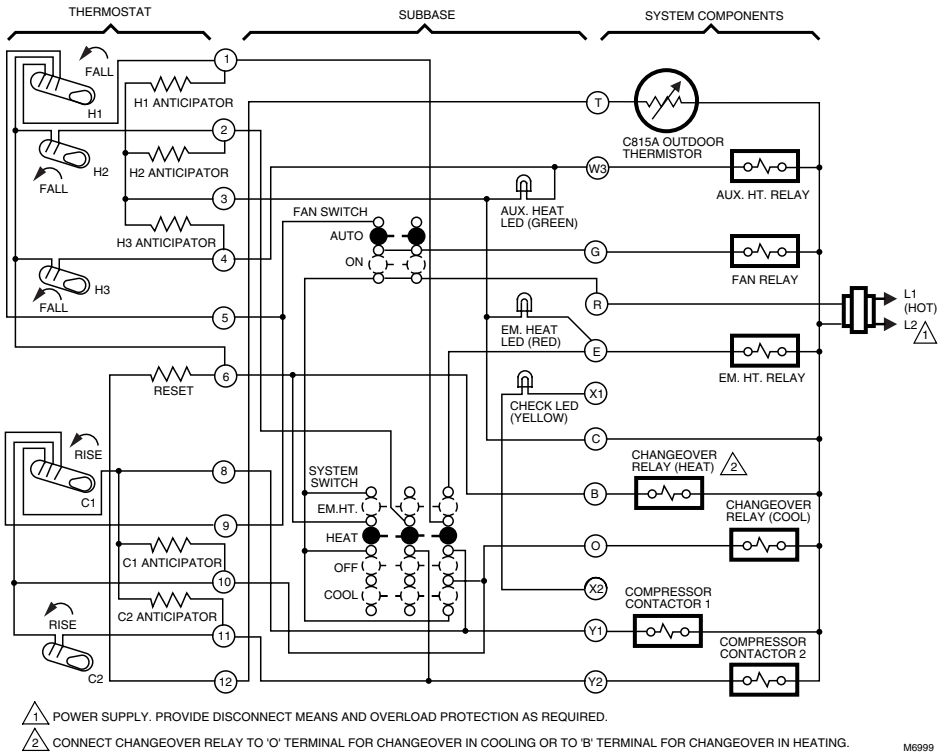 THERMOSTAT
SUBBASE
SYSTEM COMPONENTS
FALL
H1
1
H1 ANTICIPATOR
T
C815A OUTDOOR
THERMISTOR
2
H2
FALL
H2 ANTICIPATOR
W3
AUX. HT. RELAY
3
AUX. HEAT
LED (GREEN)
FAN SWITCH
AUTO
ON
H3 ANTICIPATOR
4
G
FAN RELAY
H3
FALL
R
L1
(HOT)
L2
1
5
EM. HEAT
LED (RED)
E
EM. HT. RELAY
6
RESET
X1
CHECK LED
(YELLOW)
C
RISE
C1
8
SYSTEM
SWITCH
EM.HT.
HEAT
OFF
COOL
CHANGEOVER
RELAY (HEAT)
2
B
CHANGEOVER
RELAY (COOL)
9
O
C1 ANTICIPATOR
10
X2
C2 ANTICIPATOR
COMPRESSOR
CONTACTOR 1
RISE
11
Y1
COMPRESSOR
CONTACTOR 2
C2
12
Y2
1 POWER SUPPLY. PROVIDE DISCONNECT MEANS AND OVERLOAD PROTECTION AS REQUIRED.
2 CONNECT CHANGEOVER RELAY TO 'O' TERMINAL FOR CHANGEOVER IN COOLING OR TO 'B' TERMINAL FOR CHANGEOVER IN HEATING.
M6999